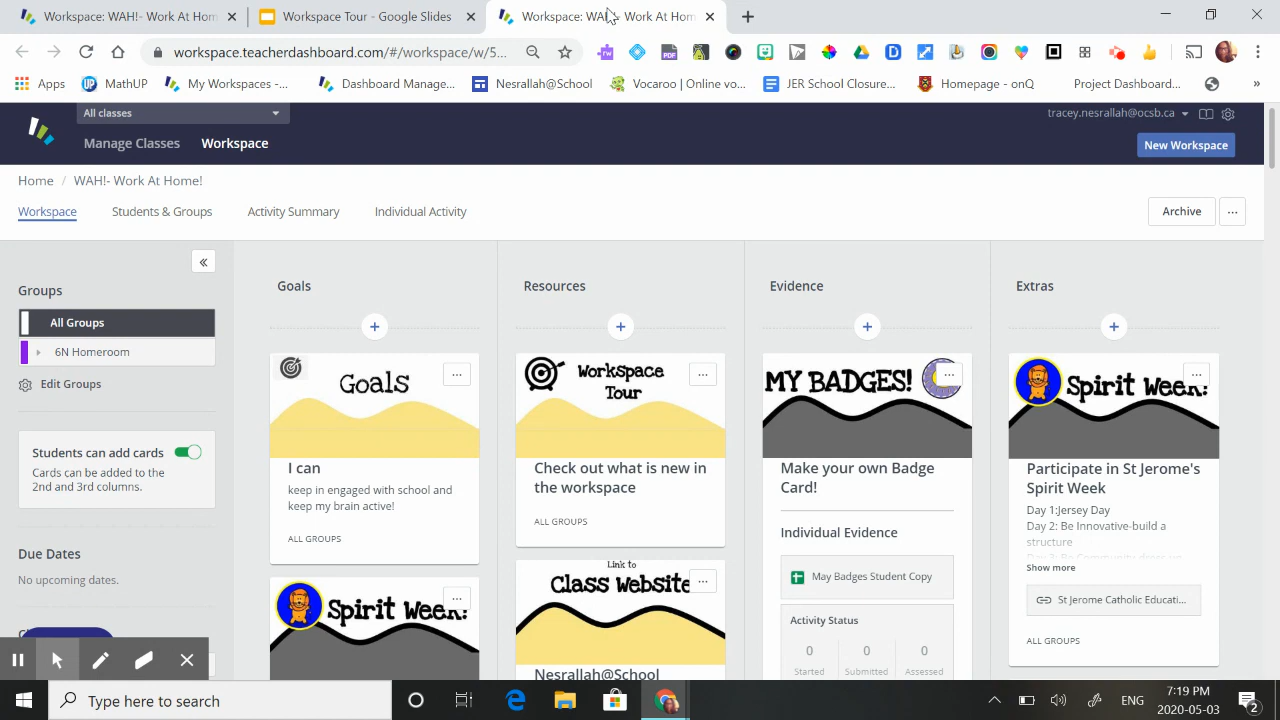 Workspace: WAH!- Work At Hom
Workspace Tour - Google Slides
Workspace: WAH!- Work At Hom
workspace.teacherdashboard.com/#/workspace/w/5...
MathUP
My Workspaces -...
Dashboard Manage...
Nesrallah@School
Vocaroo | Online vo...
JER School Closure...
Homepage - onQ
Project Dashboard...
»
All classes
tracey.nesrallah@ocsb.ca
Manage Classes
Workspace
New Workspace
Home / WAH!- Work At Home!
Workspace
Students & Groups
Activity Summary
Individual Activity
Archive
...
«
Groups
All Groups
6N Homeroom
Edit Groups
Students can add cards
Cards can be added to the
2nd and 3rd columns.
Due Dates
No upcoming dates.
Goals
+
Goals
...
I can
keep in engaged with school and
keep my brain active!
ALL GROUPS
Spirit Week!
...
Resources
+
Workspace
Tour
...
Check out what is new in
the workspace
ALL GROUPS
Link to
Class Website
...
Nesrallah@School
Evidence
+
MY BADGES!
...
Make your own Badge
Card!
Individual Evidence
May Badges Student Copy
Activity Status
0 0 0
Started Submitted Assessed
Extras
+
Spirit Week!
...
Participate in St Jerome's
Spirit Week
Day 1:Jersey Day
Day 2: Be Innovative-build a
structure
Show more
St Jerome Catholic Educati...
ALL GROUPS
Type here to search
ENG
7:19 PM
2020-05-03
2